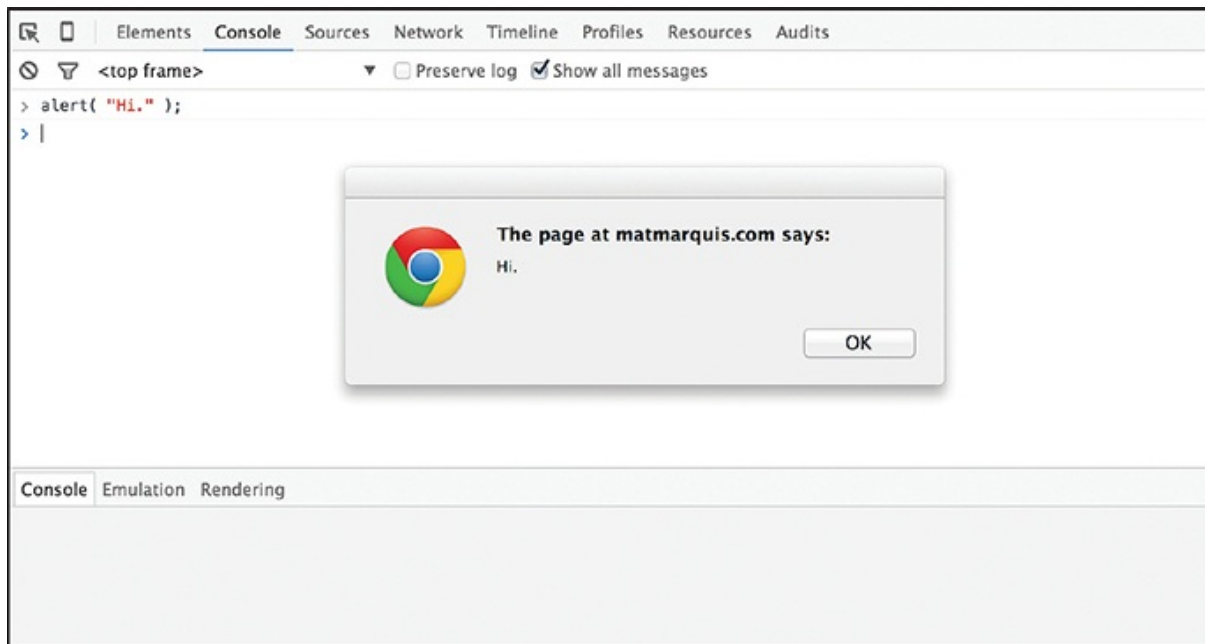 Elements Console Sources Network Timeline Profiles Resources Audits
<top frame> ▼ Preserve log Show all messages
> alert( "Hi." );
>
The page at matmarquis.com says:
Hi.
OK
Console Emulation Rendering